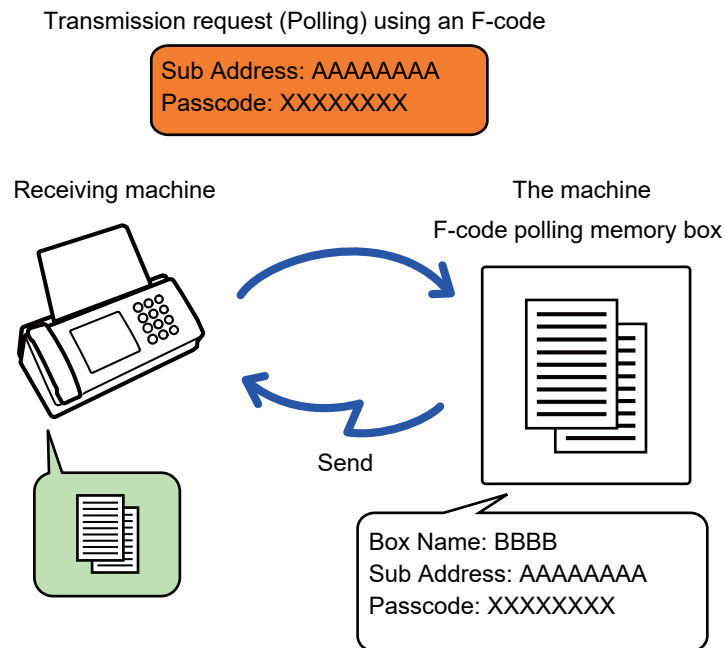 Transmission request (Polling) using an F-code
Sub Address: AAAAAAAA
Passcode: XXXXXXXX
Receiving machine
The machine
F-code polling memory box
Send
Box Name: BBBB
Sub Address: AAAAAAAA
Passcode: XXXXXXXX